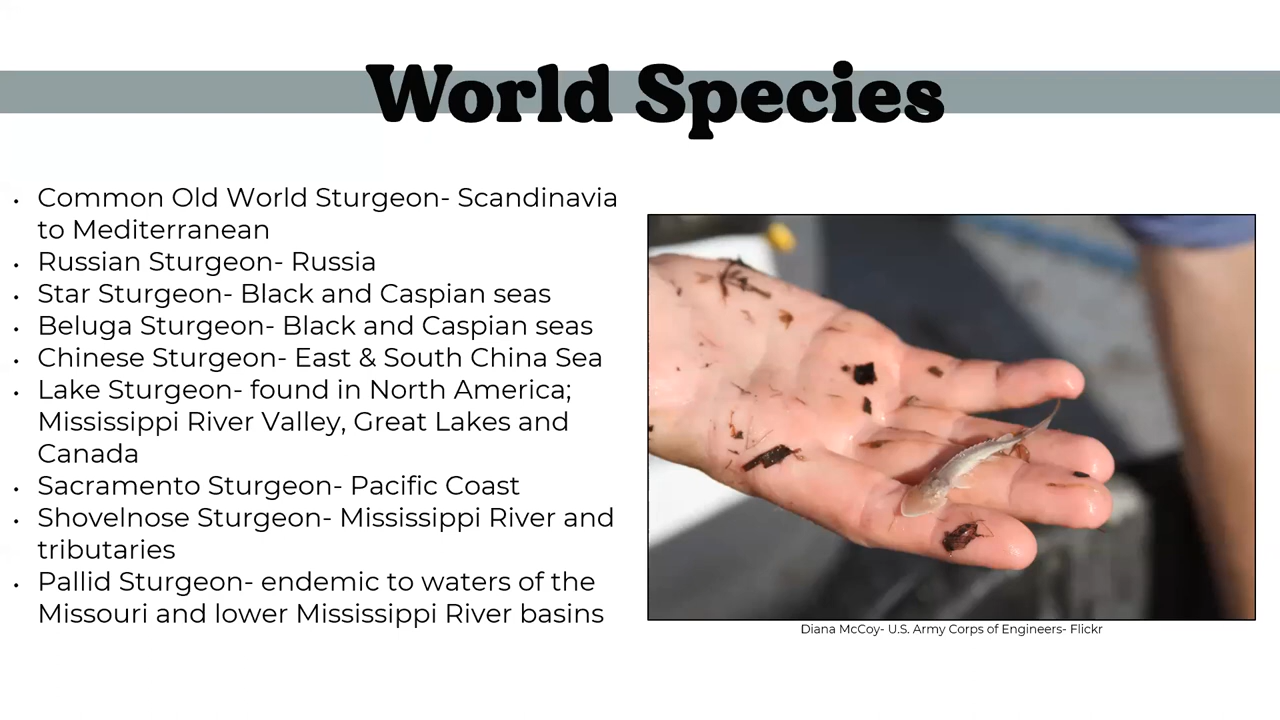 World Species
• Common Old World Sturgeon- Scandinavia
to Mediterranean
• Russian Sturgeon- Russia
• Star Sturgeon- Black and Caspian seas
• Beluga Sturgeon- Black and Caspian seas
• Chinese Sturgeon- East & South China Sea
• Lake Sturgeon- found in North America;
Mississippi River Valley, Great Lakes and
Canada
• Sacramento Sturgeon- Pacific Coast
• Shovelnose Sturgeon- Mississippi River and
tributaries
• Pallid Sturgeon- endemic to waters of the
Missouri and lower Mississippi River basins
Diana McCoy- U.S. Army Corps of Engineers- Flickr